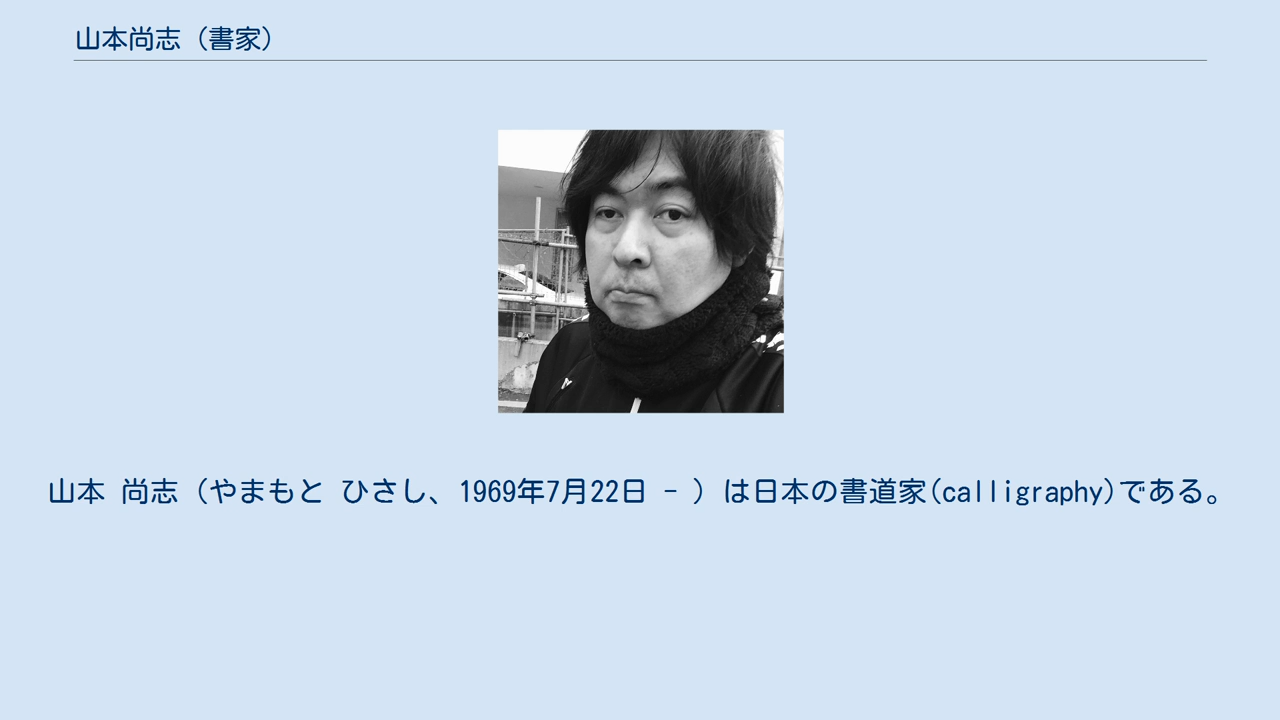 山本尚志（書家）
山本 尚志（やまもと ひさし、1969年7月22日 - ）は日本の書道家(calligraphy)である。